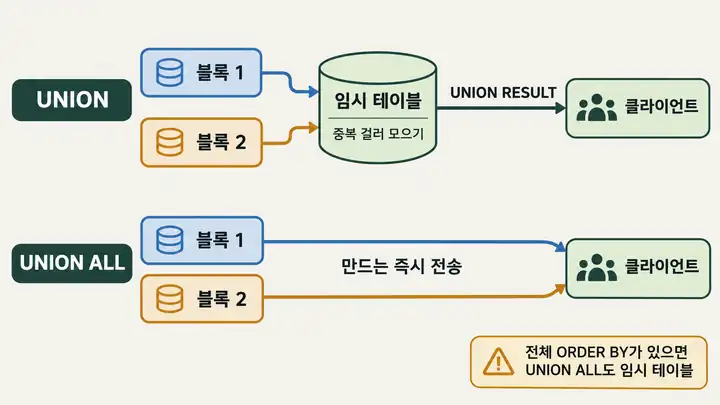 UNION
블록 1
블록 2
임시 테이블
중복 걸러 모으기
UNION RESULT
클라이언트
UNION ALL
블록 1
블록 2
만드는 즉시 전송
클라이언트
전체 ORDER BY가 있으면
UNION ALL도 임시 테이블